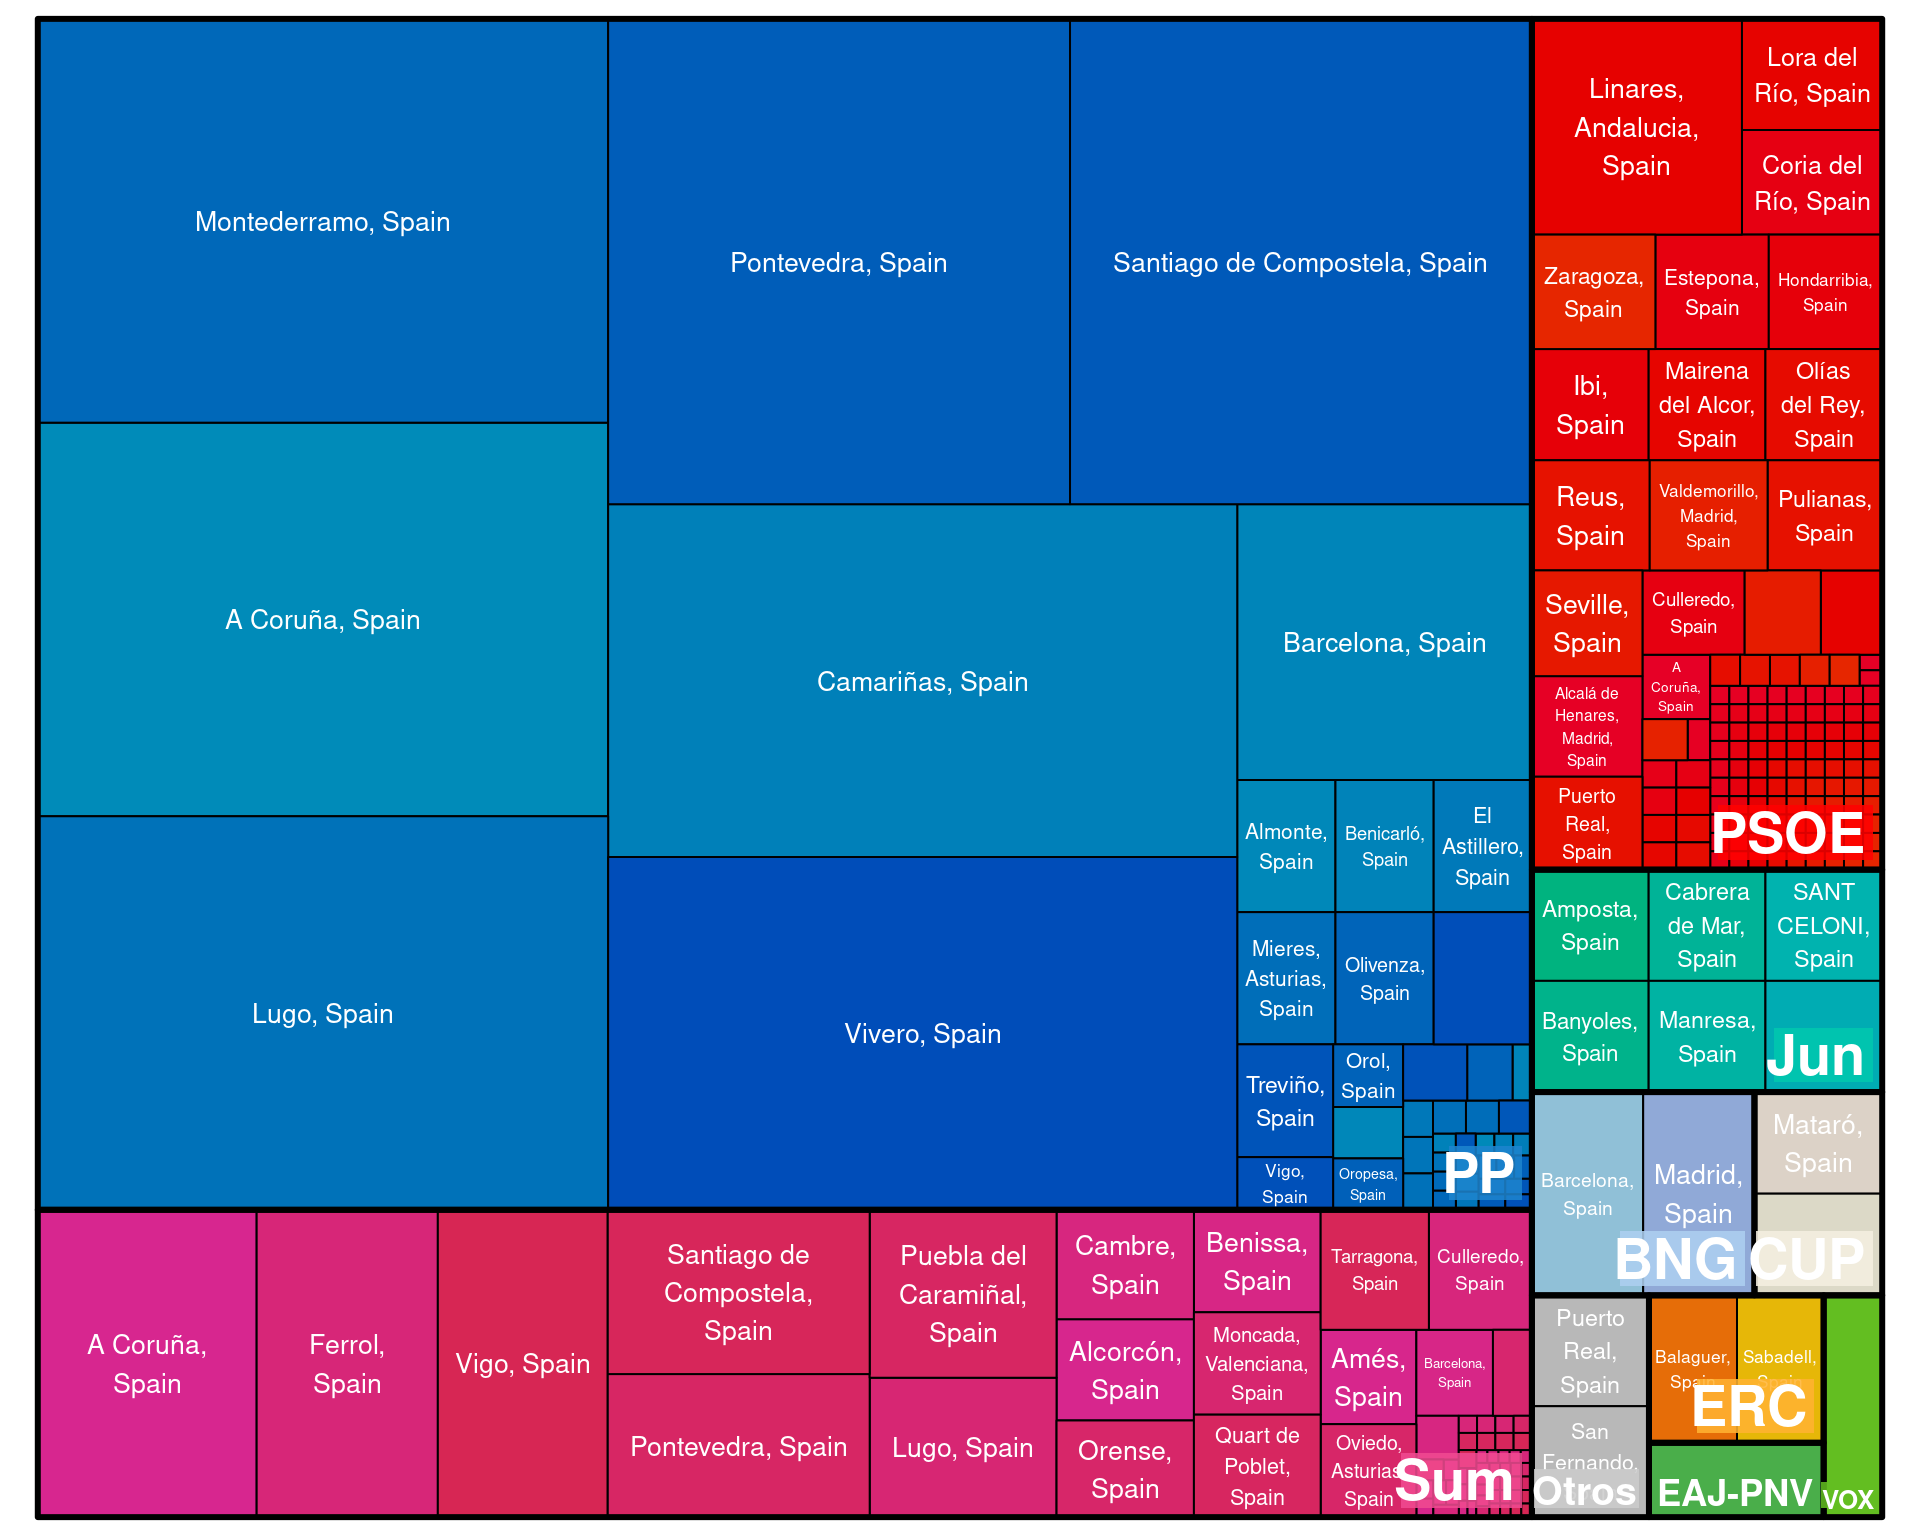 Montederramo, Spain
A Coruña, Spain
Lugo, Spain
Pontevedra, Spain
Santiago de Compostela, Spain
Camariñas, Spain
Vivero, Spain
Barcelona, Spain
Almonte,
Spain
Benicarló,
Spain
El
Astillero,
Spain
Mieres,
Asturias,
Spain
Olivenza,
Spain
Treviño,
Spain
Orol,
Spain
Vigo,
Spain
Oropesa,
Spain
PP
A Coruña,
Spain
Ferrol,
Spain
Vigo, Spain
Santiago de
Compostela,
Spain
Pontevedra, Spain
Puebla del
Caramiñal,
Spain
Lugo, Spain
Cambre,
Spain
Alcorcón,
Spain
Orense,
Spain
Benissa,
Spain
Moncada,
Valenciana,
Spain
Quart de
Poblet,
Spain
Tarragona,
Spain
Culleredo,
Spain
Amés,
Spain
Barcelona,
Spain
Oviedo,
Asturias
Spain
Sum
Linares,
Andalucia,
Spain
Lora del
Río, Spain
Coria del
Río, Spain
Zaragoza,
Spain
Estepona,
Spain
Hondarribia,
Spain
Ibi,
Spain
Mairena
del Alcor,
Spain
Olías
del Rey,
Spain
Reus,
Spain
Valdemorillo,
Madrid,
Spain
Pulianas,
Spain
Seville,
Spain
Culleredo,
Spain
A
Coruña,
Spain
Alcalá de
Henares,
Madrid,
Spain
Puerto
Real,
Spain
PSOE
Amposta,
Spain
Cabrera
de Mar,
Spain
SANT
CELONI,
Spain
Banyoles,
Spain
Manresa,
Spain
Jun
Barcelona,
Spain
Madrid,
Spain
BNG
Mataró,
Spain
CUP
Puerto
Real,
Spain
San
Fernando,
Otros
Balaguer,
Spain
Sabadell,
Spain
ERC
EAJ-PNV
VOX